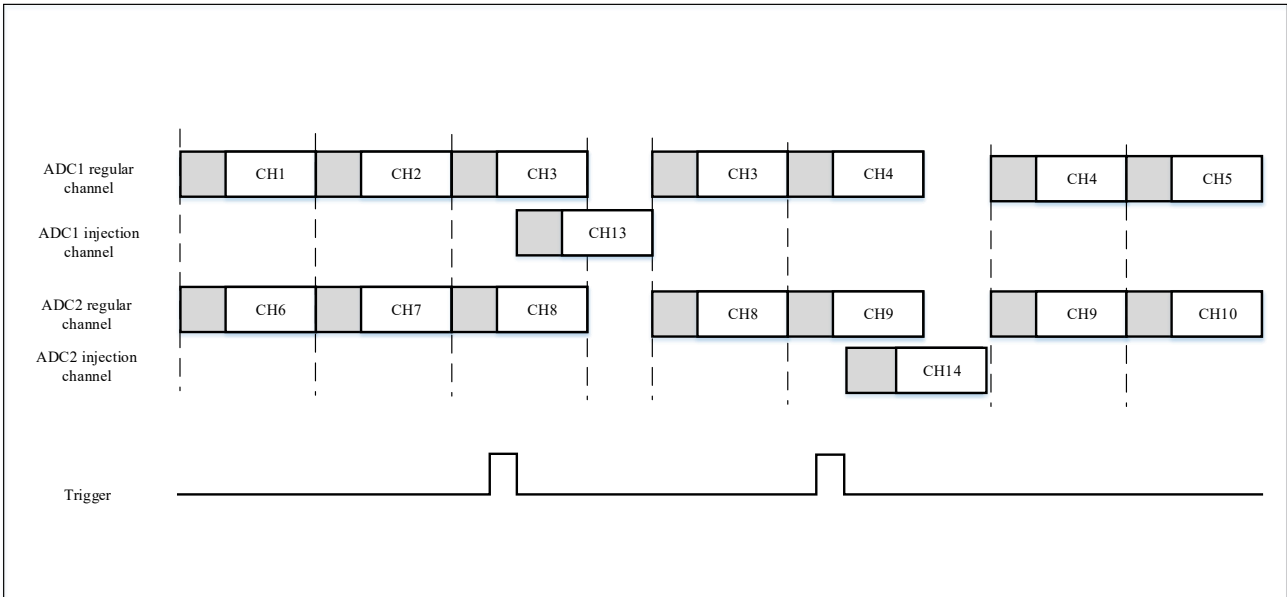 ADC1 regular
channel
CH1 CH2 CH3 CH3 CH4 CH4 CH5
ADC1 injection
channel
CH13
ADC2 regular
channel
CH6 CH7 CH8 CH8 CH9 CH9 CH10
ADC2 injection
channel
CH14
Trigger